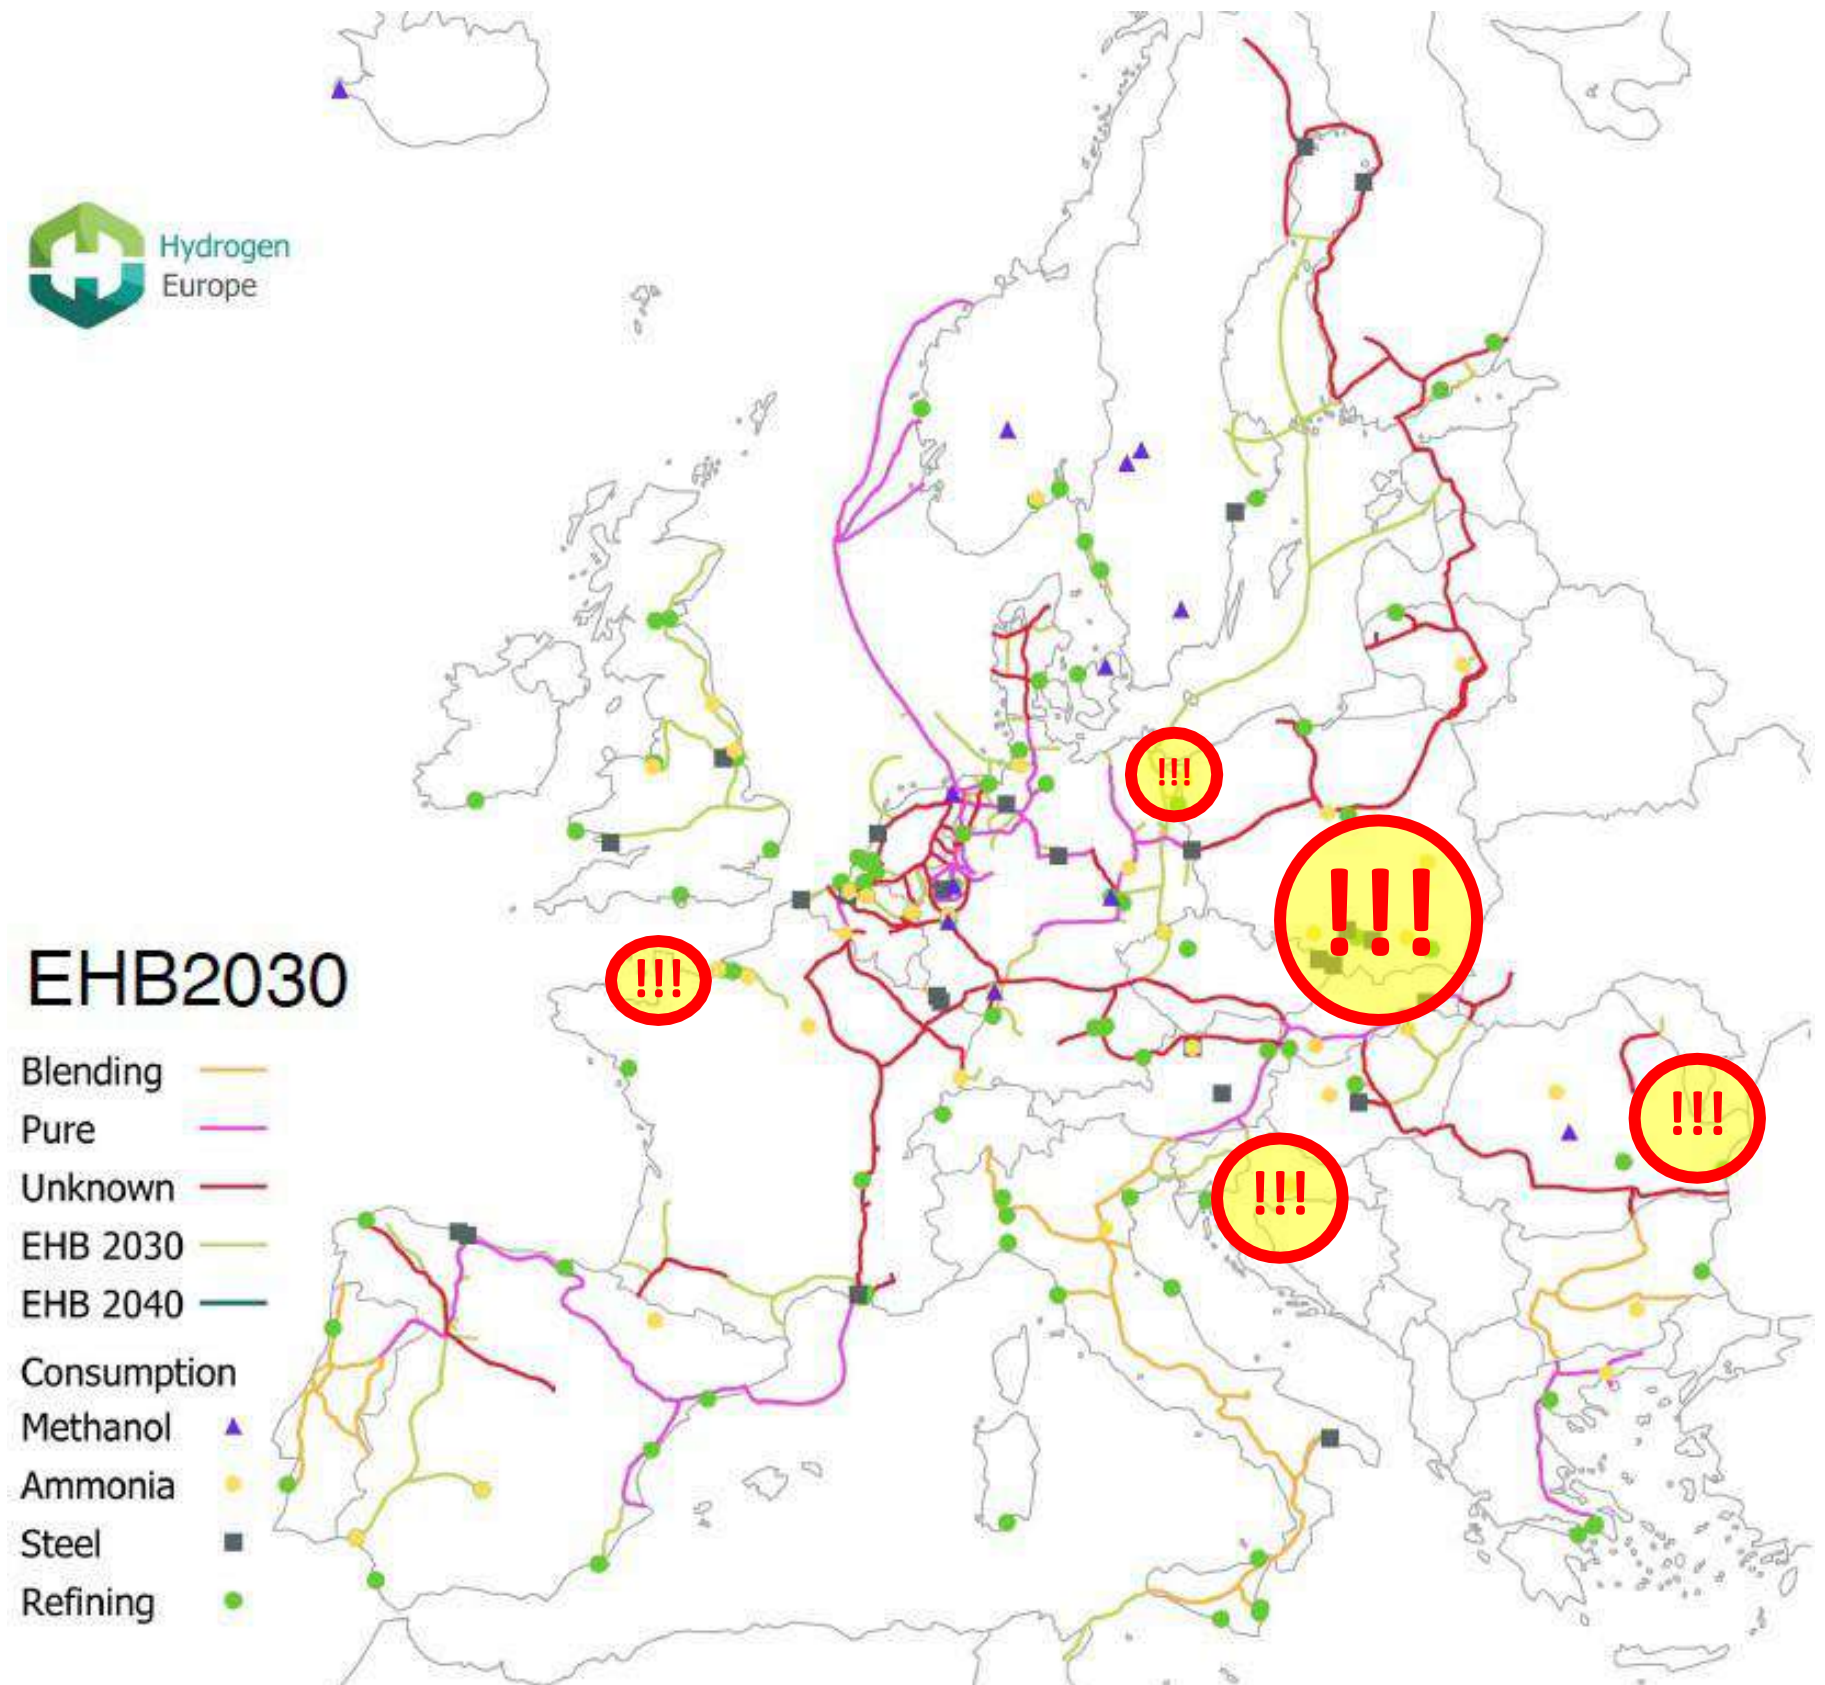 Hydrogen
Europe
EHB2030
Blending
Pure
Unknown
EHB 2030
EHB 2040
Consumption
Methanol
Ammonia
Steel
Refining
!!!
!!!
!!!
!!!
!!!